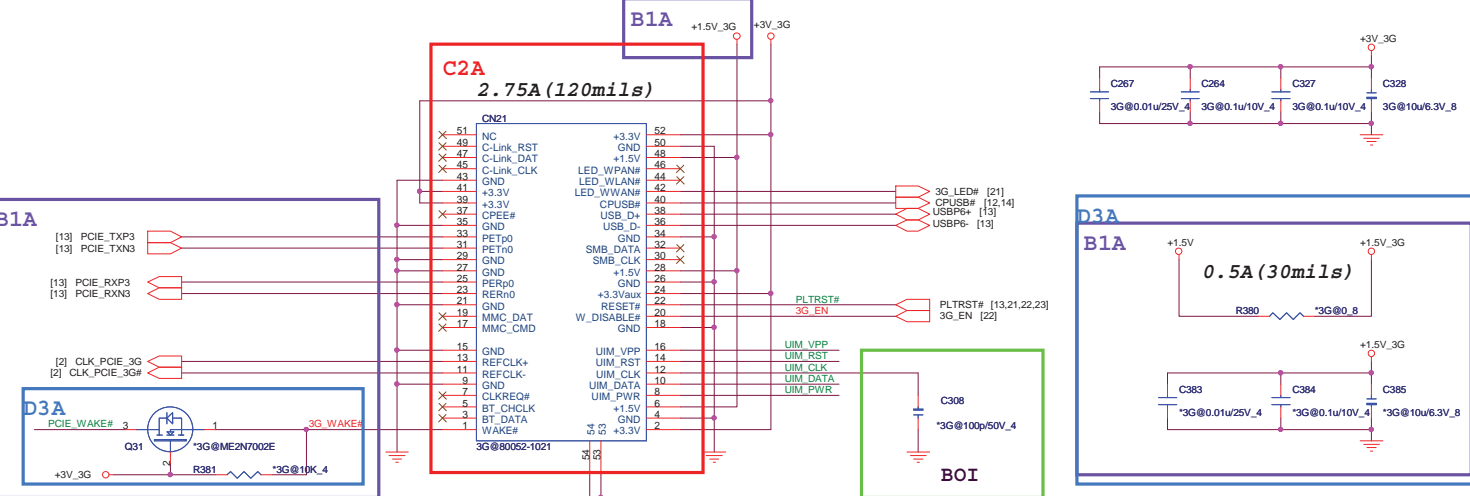 B1A
+1.5V_3G
+3V_3G
C2A
2.75A(120mils)
CN21
51 NC
49 C-Link_RST
47 C-Link_DAT
45 C-Link_CLK
43 GND
41 +3.3V
39 +3.3V
37 CPEE#
35 GND
33 PETp0
31 PETn0
29 GND
27 GND
25 PERp0
23 PERn0
21 GND
19 MMC_DAT
17 MMC_CMD
15 GND
13 REFCLK+
11 REFCLK-
9 GND
7 CLKREQ#
5 BT_CHCLK
3 BT_DATA
1 WAKE#
+3.3V 52
GND 50
+1.5V 48
LED_WPAN# 46
LED_WLAN# 44
LED_WWAN# 42
CPUSB# 40
USB_D+ 38
USB_D- 36
GND 34
SMB_DATA 32
SMB_CLK 30
+1.5V 28
GND 26
+3.3Vaux 24
RESET# 22
W_DISABLE# 20
GND 18
UIM_VPP 16
UIM_RST 14
UIM_CLK 12
UIM_DATA 10
UIM_PWR 8
+1.5V 6
GND 4
+3.3V 2
54 53
3G@80052-1021
54 53
B1A
[13] PCIE_TXP3
[13] PCIE_TXN3
[13] PCIE_RXP3
[13] PCIE_RXN3
[2] CLK_PCIE_3G
[2] CLK_PCIE_3G#
D3A
PCIE_WAKE# 3
1 3G_WAKE#
Q31
*3G@ME2N7002E
2
+3V_3G
R381
*3G@10K_4
3G_LED# [21]
CPUSB# [12,14]
USBP6+ [13]
USBP6- [13]
PLTRST#
3G_EN
PLTRST# [13,21,22,23]
3G_EN [22]
UIM_VPP
UIM_RST
UIM_CLK
UIM_DATA
UIM_PWR
C308
*3G@100p/50V_4
BOI
+3V_3G
C267
3G@0.01u/25V_4
C264
3G@0.1u/10V_4
C327
3G@0.1u/10V_4
C328
3G@10u/6.3V_8
D3A
B1A
+1.5V
+1.5V_3G
0.5A(30mils)
R380
*3G@0_8
+1.5V_3G
C383
*3G@0.01u/25V_4
C384
*3G@0.1u/10V_4
C385
*3G@10u/6.3V_8